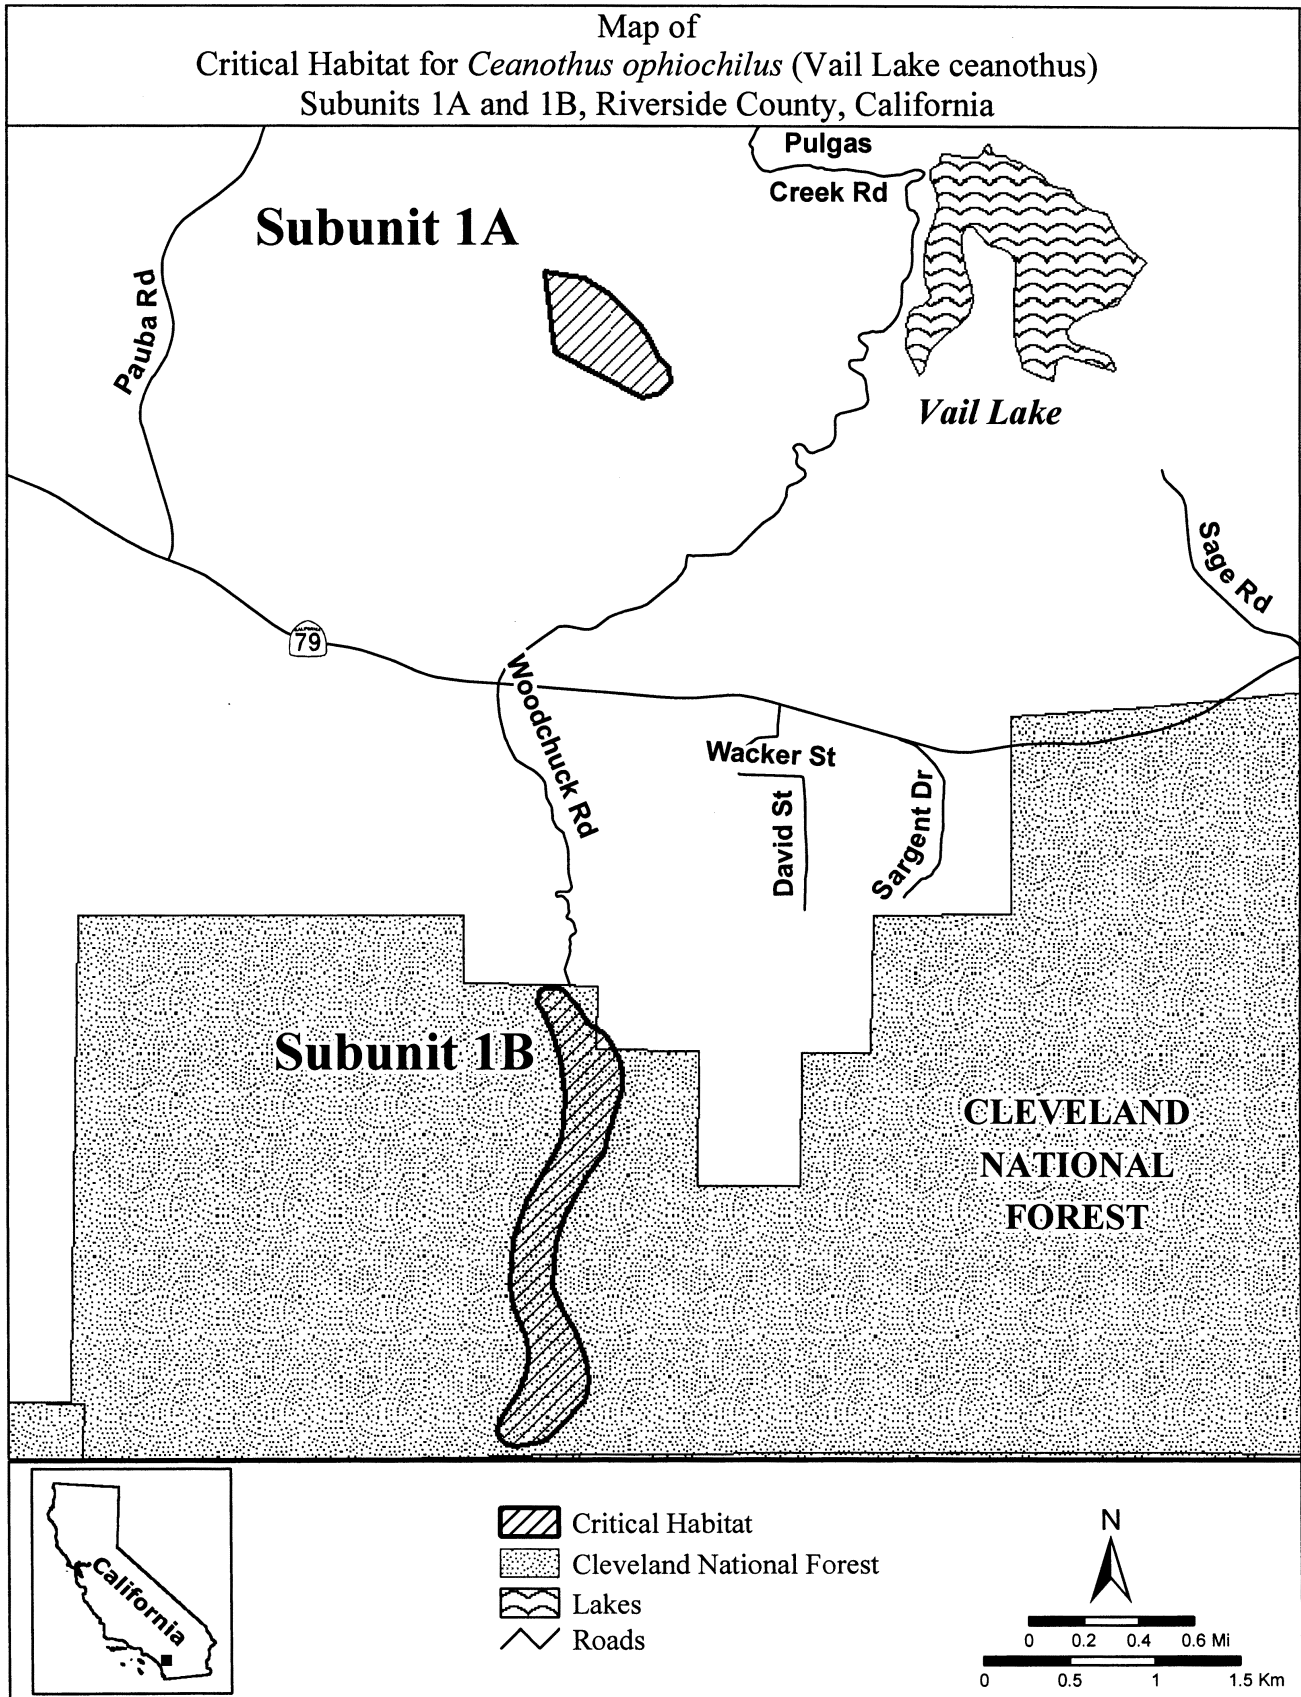 Map of
Critical Habitat for Ceanothus ophiochilus (Vail Lake ceanothus)
Subunits 1A and 1B, Riverside County, California
Pulgas
Creek Rd
Subunit 1A
Pauba Rd
Vail Lake
Sage Rd
CALIFORNIA
79
Woodchuck Rd
Wacker St
David St
Sargent Dr
Subunit 1B
CLEVELAND
NATIONAL
FOREST
California
Critical Habitat
Cleveland National Forest
Lakes
Roads
N
0 0.2 0.4 0.6 Mi
0 0.5 1 1.5 Km